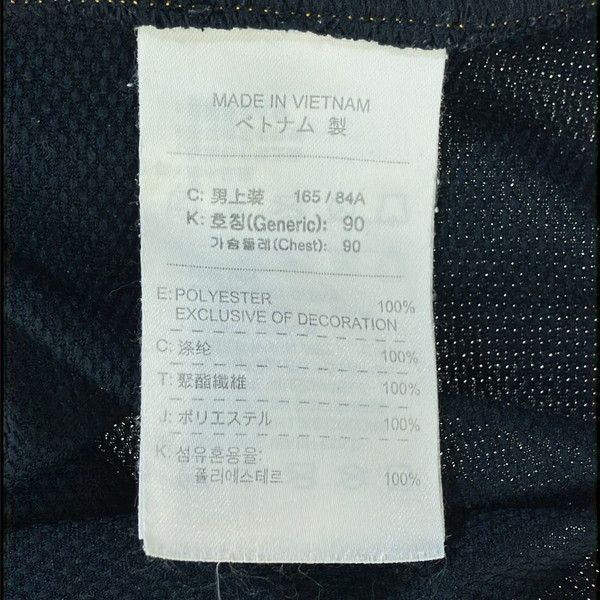 MADE IN VIETNAM
ベトナム 製
C: 男上装 165 / 84A
K: 호칭(Generic): 90
가슴둘레(Chest): 90
E: POLYESTER 100%
EXCLUSIVE OF DECORATION
C: 涤纶 100%
T: 聚酯纖維 100%
J: ポリエステル 100%
K: 섬유혼용율:
폴리에스테르 100%